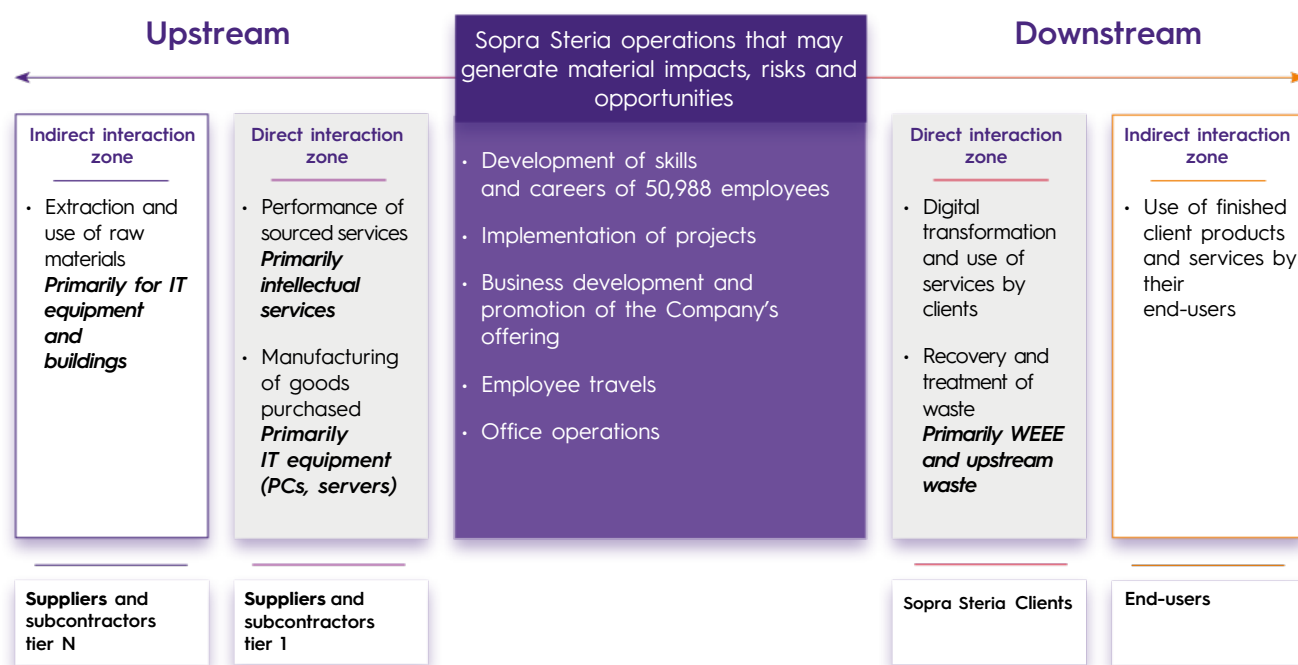 Upstream
Sopra Steria operations that may
generate material impacts, risks and
opportunities
Downstream
Indirect interaction
zone
• Extraction and
use of raw
materials
Primarily for IT
equipment
and
buildings
Suppliers and
subcontractors
tier N
Direct interaction
zone
• Performance of
sourced services
Primarily
intellectual
services
• Manufacturing
of goods
purchased
Primarily
IT equipment
(PCs, servers)
Suppliers and
subcontractors
tier 1
• Development of skills
and careers of 50,988 employees
• Implementation of projects
• Business development and
promotion of the Company's
offering
• Employee travels
• Office operations
Direct interaction
zone
• Digital
transformation
and use of
services by
clients
• Recovery and
treatment of
waste
Primarily WEEE
and upstream
waste
Sopra Steria Clients
Indirect interaction
zone
• Use of finished
client products
and services by
their
end-users
End-users